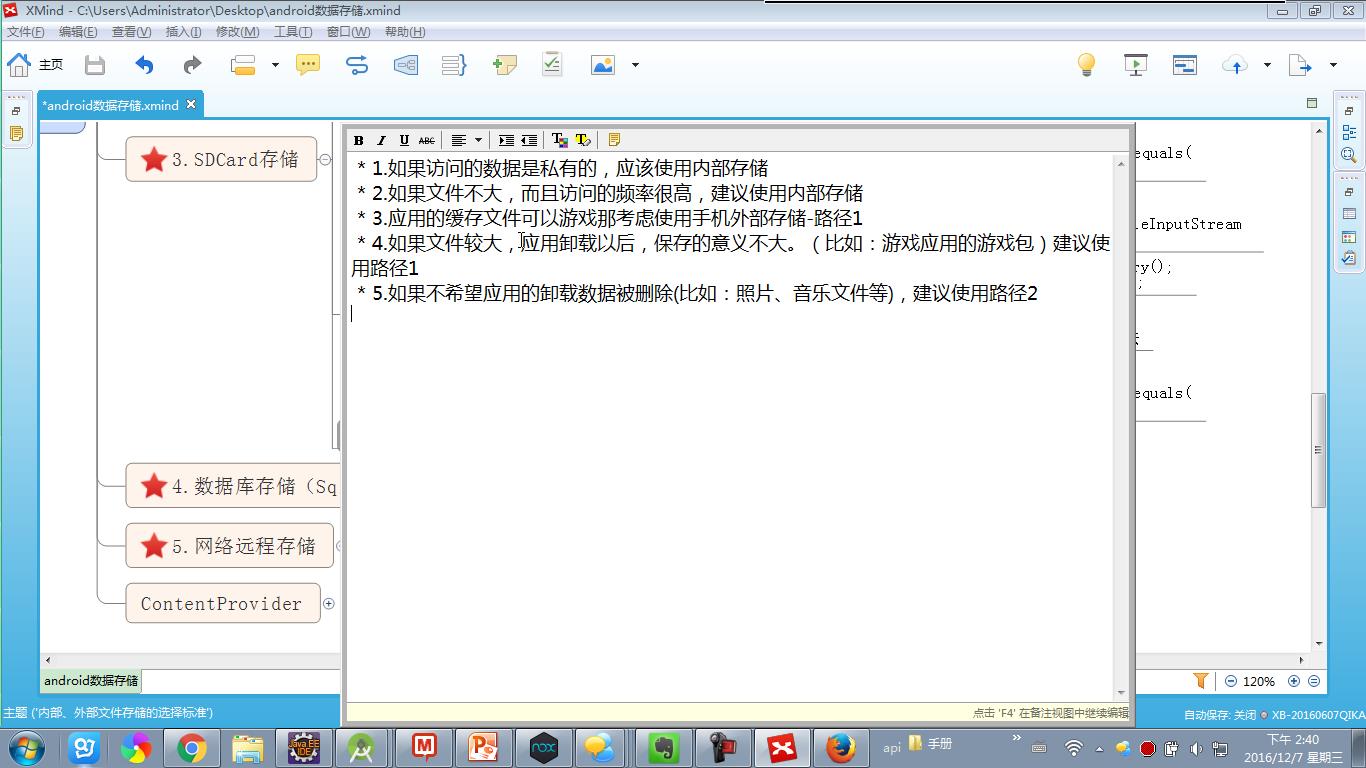 XMind - C:\Users\Administrator\Desktop\android数据存储.xmind
文件(F) 编辑(E) 查看(V) 插入(I) 修改(M) 工具(T) 窗口(W) 帮助(H)
主页
*android数据存储.xmind
B I U ABC
3.SDCard存储
* 1.如果访问的数据是私有的，应该使用内部存储
* 2.如果文件不大，而且访问的频率很高，建议使用内部存储
* 3.应用的缓存文件可以游戏那考虑使用手机外部存储-路径1
* 4.如果文件较大，应用卸载以后，保存的意义不大。（比如：游戏应用的游戏包）建议使
用路径1
* 5.如果不希望应用的卸载数据被删除(比如：照片、音乐文件等)，建议使用路径2
equals(
leInputStream
ry();
;
equals(
4.数据库存储（Sq
5.网络远程存储
ContentProvider
android数据存储
120%
点击 'F4' 在备注视图中继续编辑
主题 ('内部、外部文件存储的选择标准')
自动保存: 关闭
XB-20160607QIKA
Java EE
IDE
nox
api
手册
下午 2:40
2016/12/7 星期三